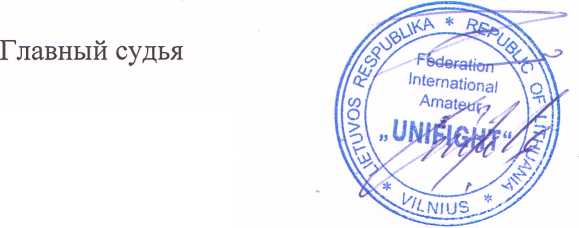 Главный судья
LIETUVOS RESPUBLIKA * REPUBLIC OF LITHUANIA
* VILNIUS *
Federation
International
Amateur
„UNIFIGHT“